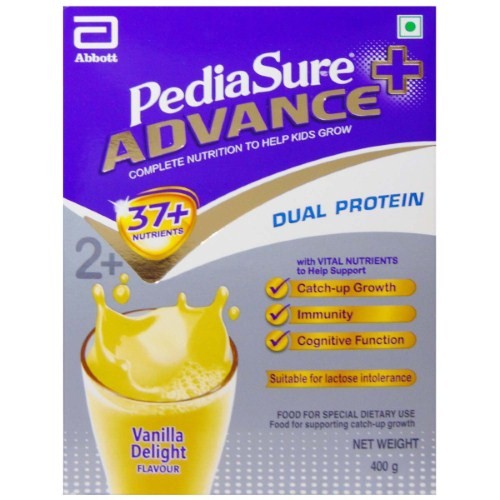 Abbott
PediaSure
ADVANCE+
COMPLETE NUTRITION TO HELP KIDS GROW
37+
NUTRIENTS
DUAL PROTEIN
2+
with VITAL NUTRIENTS
to Help Support
Catch-up Growth
Immunity
Cognitive Function
Suitable for lactose intolerance
Vanilla
Delight
FLAVOUR
FOOD FOR SPECIAL DIETARY USE
Food for supporting catch-up growth
NET WEIGHT
400 g